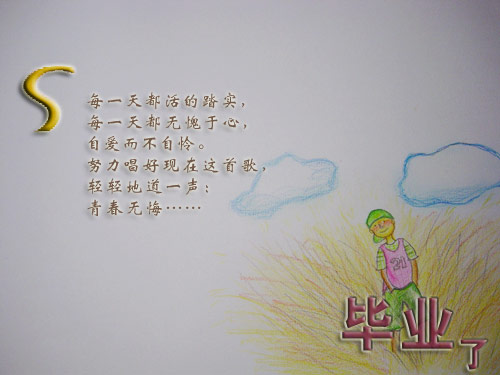 S
每一天都活的踏实，
每一天都无愧于心，
自爱而不自怜。
努力唱好现在这首歌，
轻轻地道一声：
青春无悔……
21
毕业了